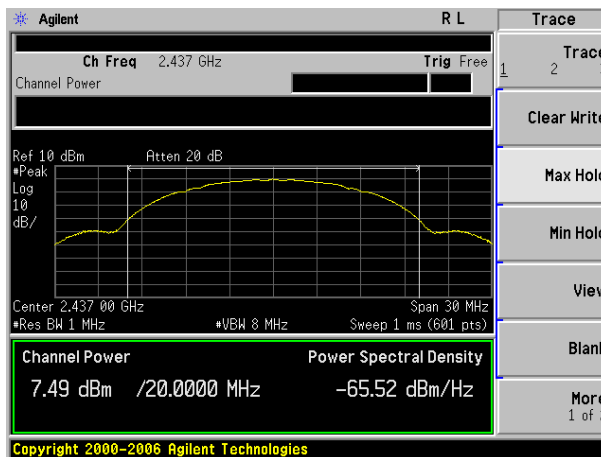 Agilent R L Trace
Ch Freq 2.437 GHz Trig Free
Channel Power
Trace
1 2
Clear Write
Max Hold
Min Hold
View
Blank
More
1 of
Ref 10 dBm Atten 20 dB
#Peak
Log
10
dB/
Center 2.437 00 GHz Span 30 MHz
#Res BW 1 MHz #VBW 8 MHz Sweep 1 ms (601 pts)
Channel Power Power Spectral Density
7.49 dBm /20.0000 MHz -65.52 dBm/Hz
Copyright 2000-2006 Agilent Technologies